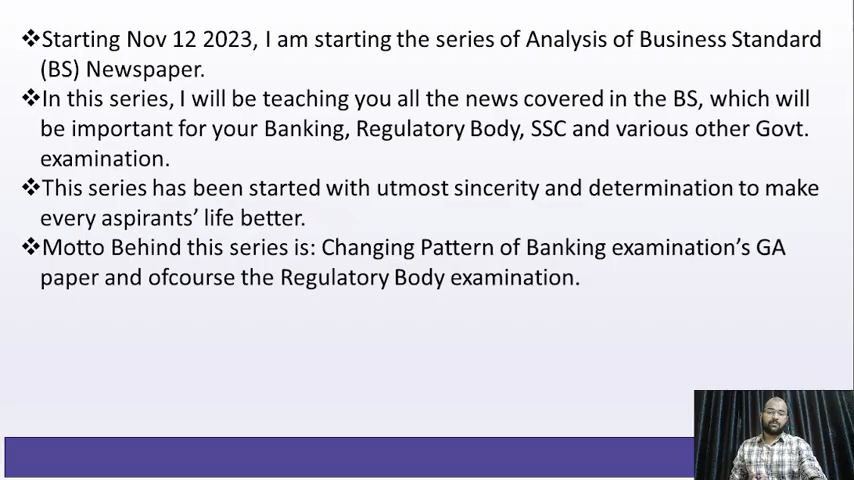 ❖Starting Nov 12 2023, I am starting the series of Analysis of Business Standard
(BS) Newspaper.
❖In this series, I will be teaching you all the news covered in the BS, which will
be important for your Banking, Regulatory Body, SSC and various other Govt.
examination.
❖This series has been started with utmost sincerity and determination to make
every aspirants’ life better.
❖Motto Behind this series is: Changing Pattern of Banking examination’s GA
paper and ofcourse the Regulatory Body examination.